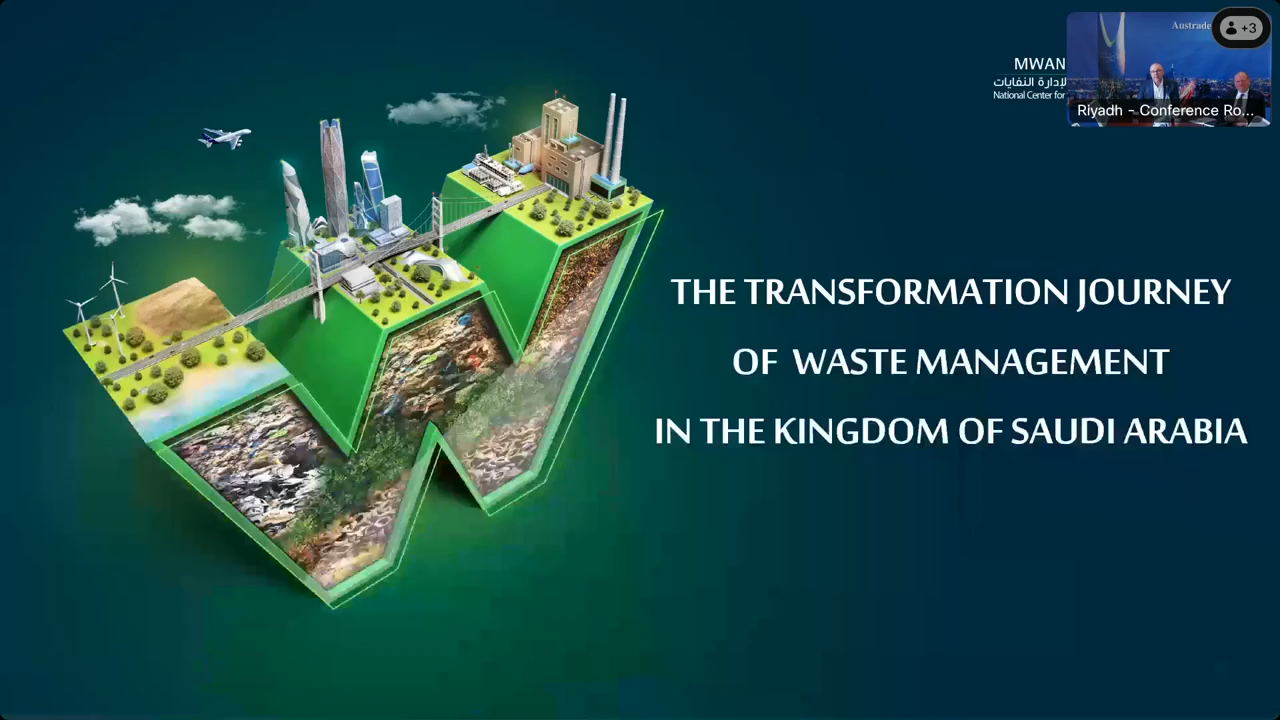 Austrade
+3
MWAN
لإدارة النفايات
National Center for
Riyadh - Conference Ro...
THE TRANSFORMATION JOURNEY
OF WASTE MANAGEMENT
IN THE KINGDOM OF SAUDI ARABIA